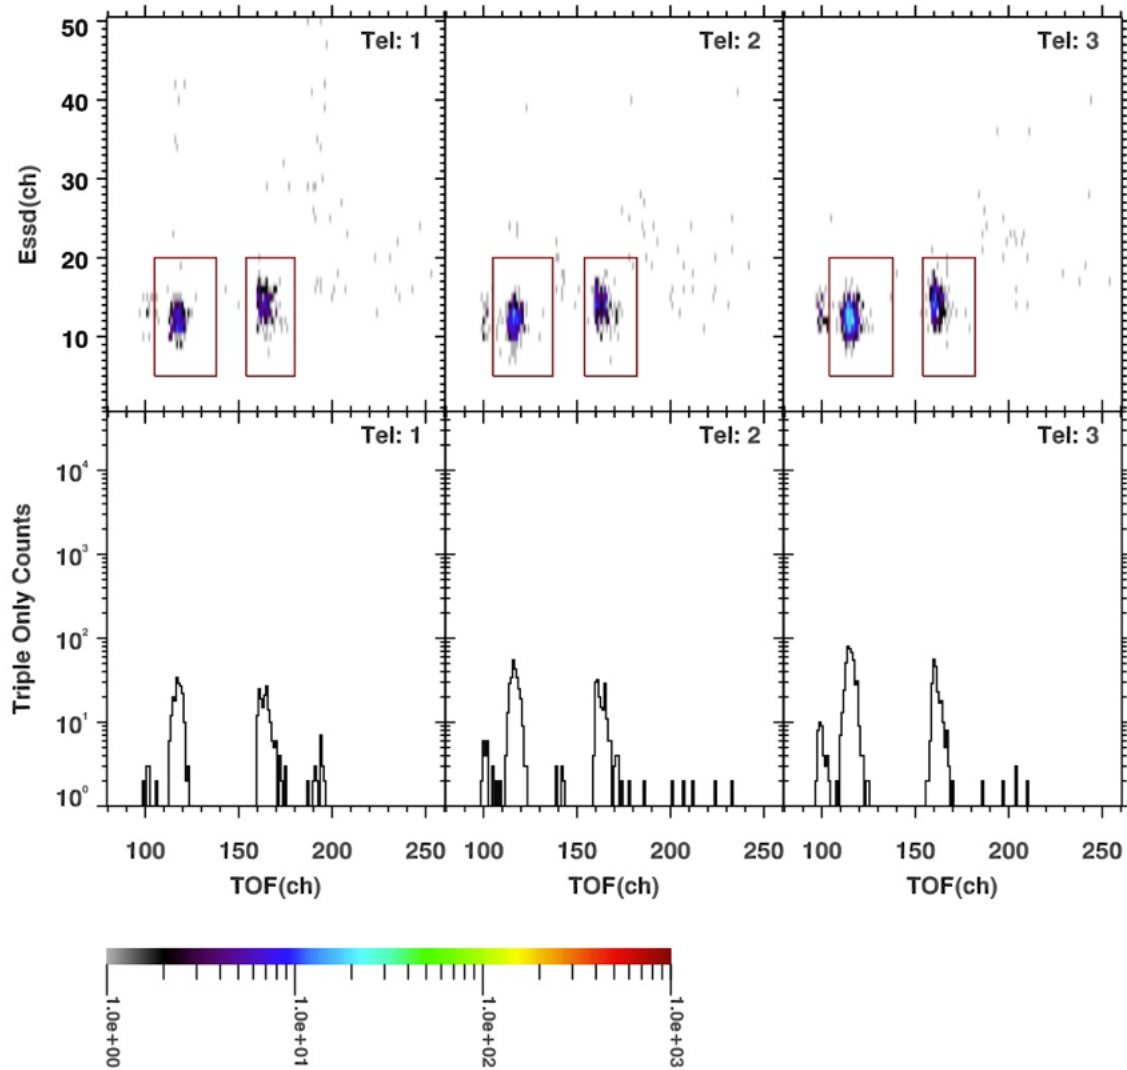 Tel: 1
Tel: 2
Tel: 3
50
40
30
20
10
Essd(ch)
Tel: 1
Tel: 2
Tel: 3
10⁴
10³
10²
10¹
10⁰
Triple Only Counts
100 150 200 250 100 150 200 250 100 150 200 250
TOF(ch) TOF(ch) TOF(ch)
1.0e+00 1.0e+01 1.0e+02 1.0e+03